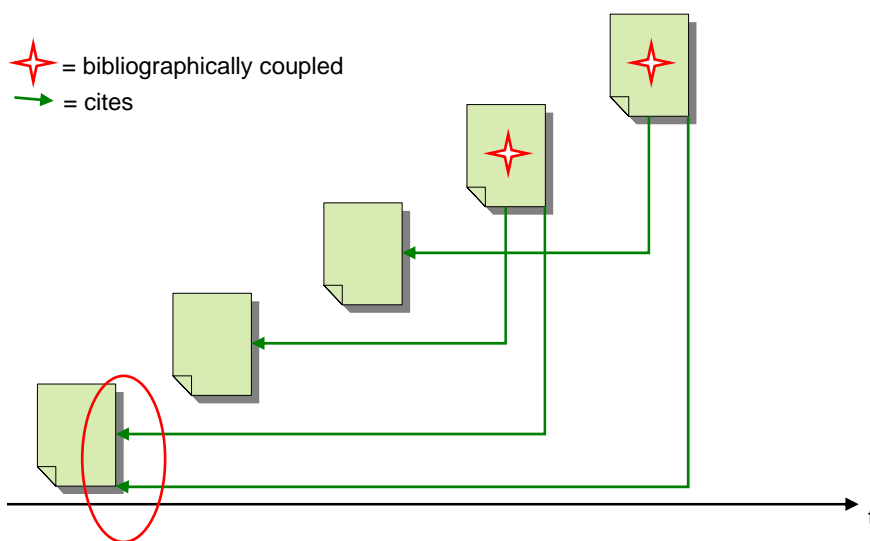 = bibliographically coupled
= cites
t